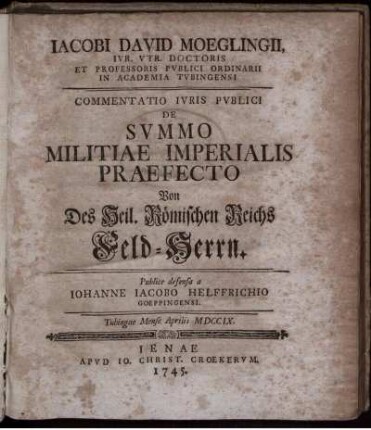 IACOBI DAVID MOEGLINGII,
IVR. VTR. DOCTORIS
ET PROFESSORIS PVBLICI ORDINARII
IN ACADEMIA TVBINGENSI
COMMENTATIO IVRIS PVBLICI
DE
SVMMO
MILITIAE IMPERIALIS
PRAEFECTO
Von
Des Heil. Römischen Reichs
Feld-Herrn.
Publice defensa a
IOHANNE IACOBO HELFFRICHIO
GOEPPINGENSI.
Tubingae Mense Aprilis MDCCIX.
IENAE
APVD IO. CHRIST. CROEKERVM.
1745.